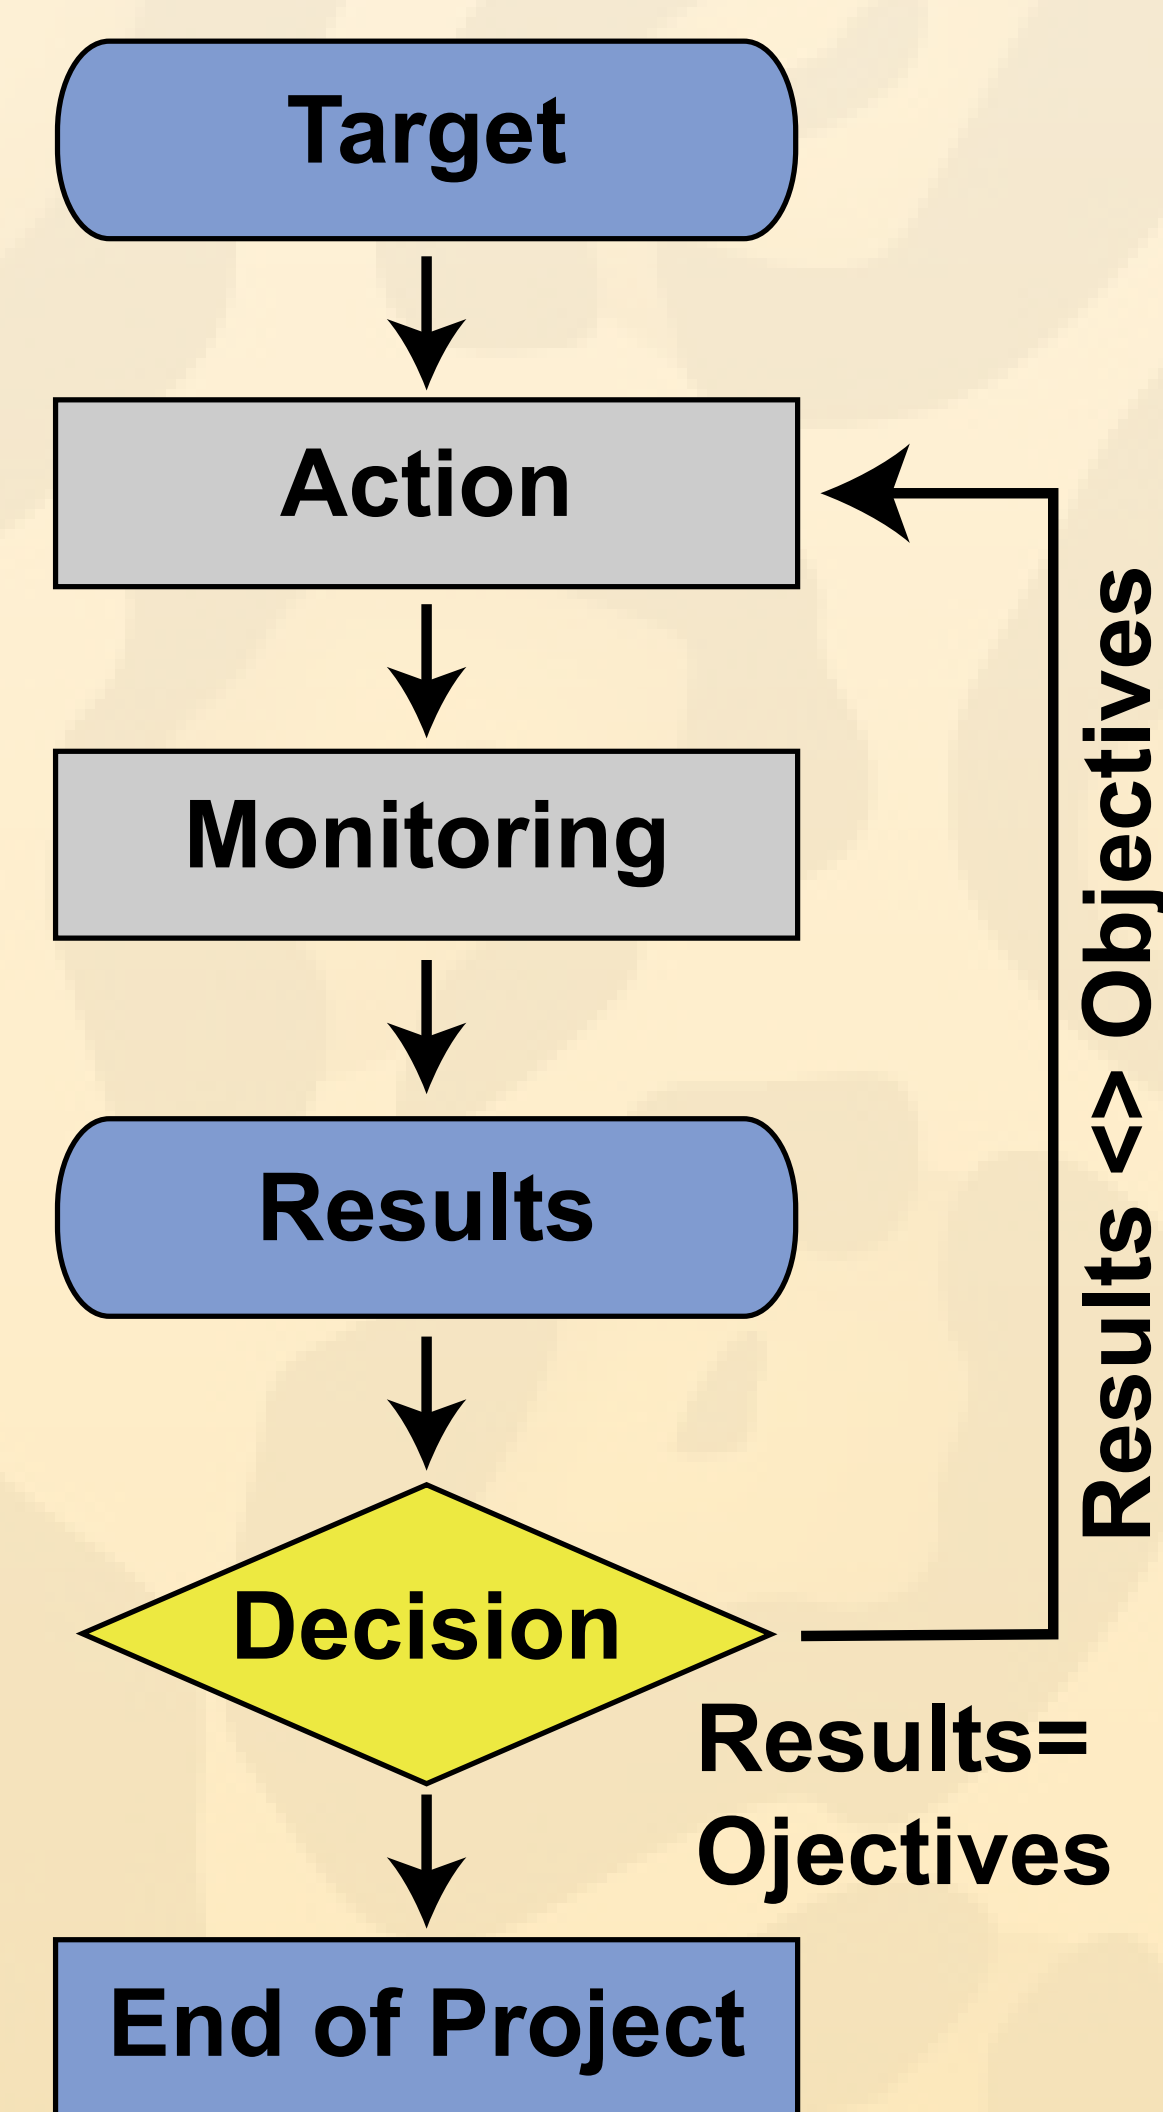 Target
Action
Monitoring
Results
Decision
Results <> Objectives
Results=
Ojectives
End of Project